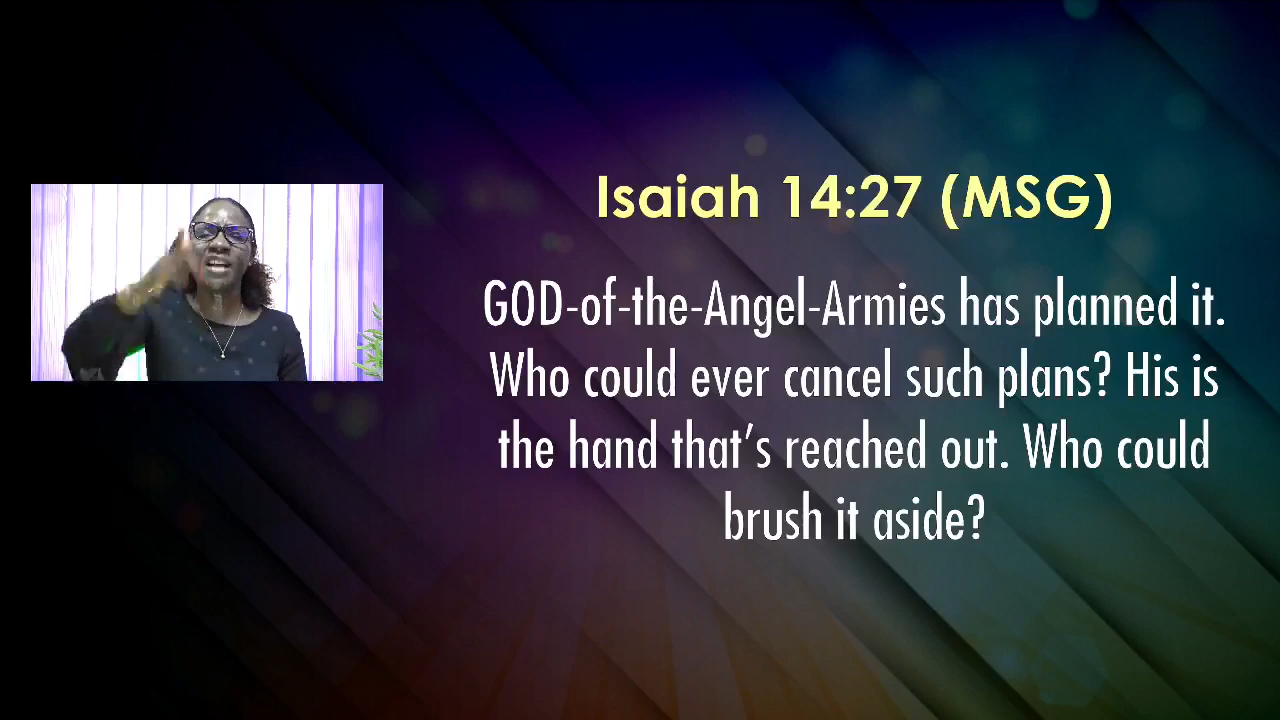 Isaiah 14:27 (MSG)
GOD-of-the-Angel-Armies has planned it.
Who could ever cancel such plans? His is
the hand that’s reached out. Who could
brush it aside?